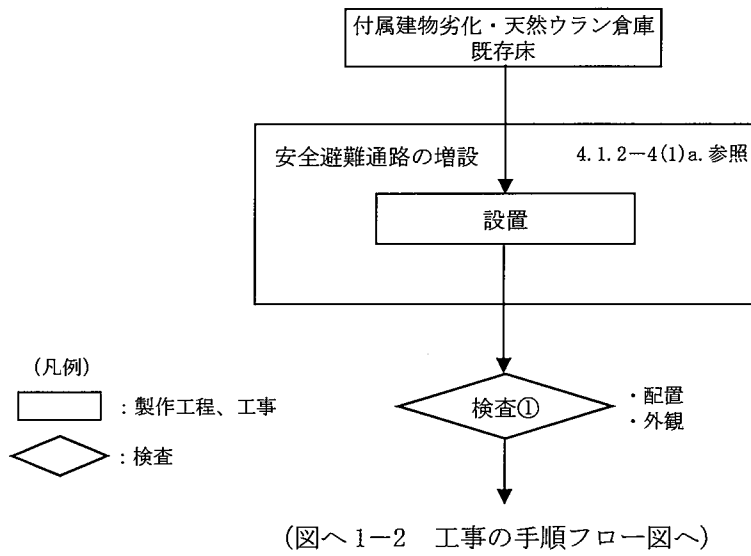 付属建物劣化・天然ウラン倉庫
既存床
安全避難通路の増設
4.1.2-4(1)a.参照
設置
検査①
・配置
・外観
(凡例)
：製作工程、工事
：検査
(図へ1-2 工事の手順フロー図へ)